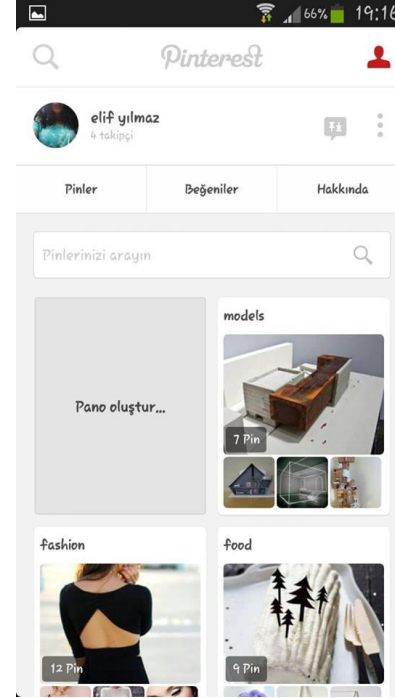 66% 19:16
Pinterest
elif yılmaz
4 takipçi
Pinler Beğeniler Hakkında
Pinlerinizi arayın
Pano oluştur...
models
7 Pin
fashion
food
12 Pin
9 Pin